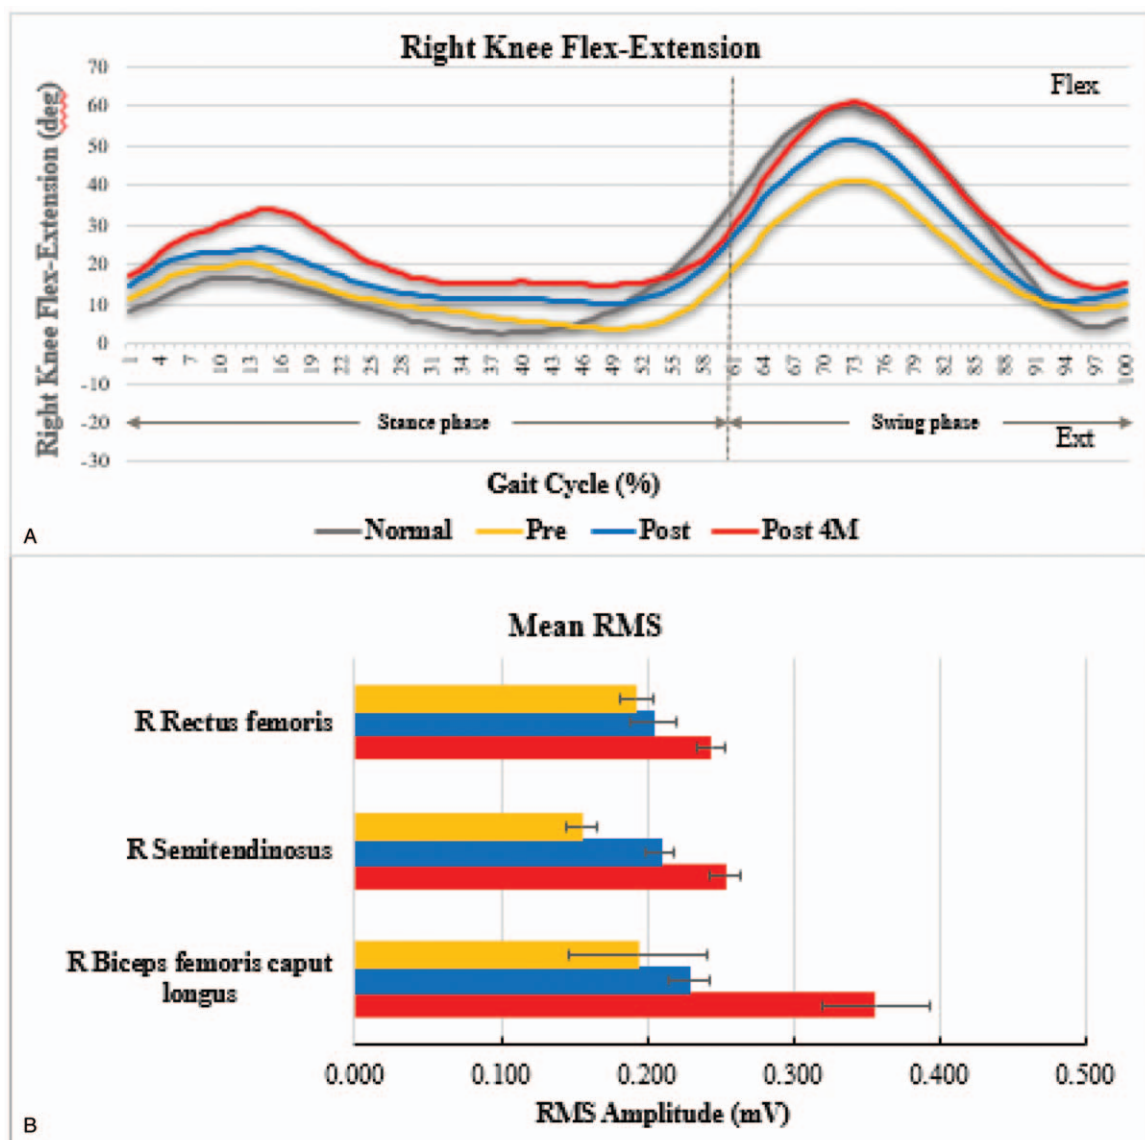 Right Knee Flex-Extension
Right Knee Flex-Extension (deg)
70
60
50
40
30
20
10
0
-10
-20
-30
Flex
1 4 7 10 13 16 19 22 25 28 31 34 37 40 43 46 49 52 55 58 61 64 67 70 73 76 79 82 85 88 91 94 97 100
Stance phase
Swing phase
Ext
Gait Cycle (%)
Normal Pre Post Post 4M
A
Mean RMS
R Rectus femoris
R Semitendinosus
R Biceps femoris caput
longus
0.000 0.100 0.200 0.300 0.400 0.500
RMS Amplitude (mV)
B